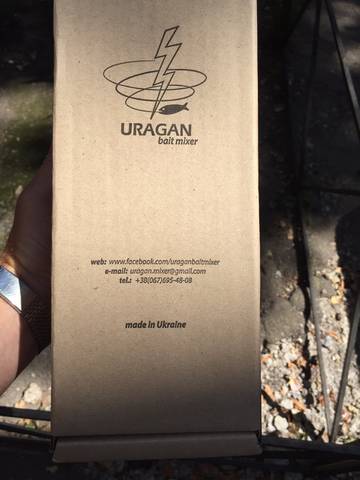 URAGAN
bait mixer
web: www.facebook.com/uraganbaitmixer
e-mail: uragan.mixer@gmail.com
tel.: +38(067)695-48-08
made in Ukraine